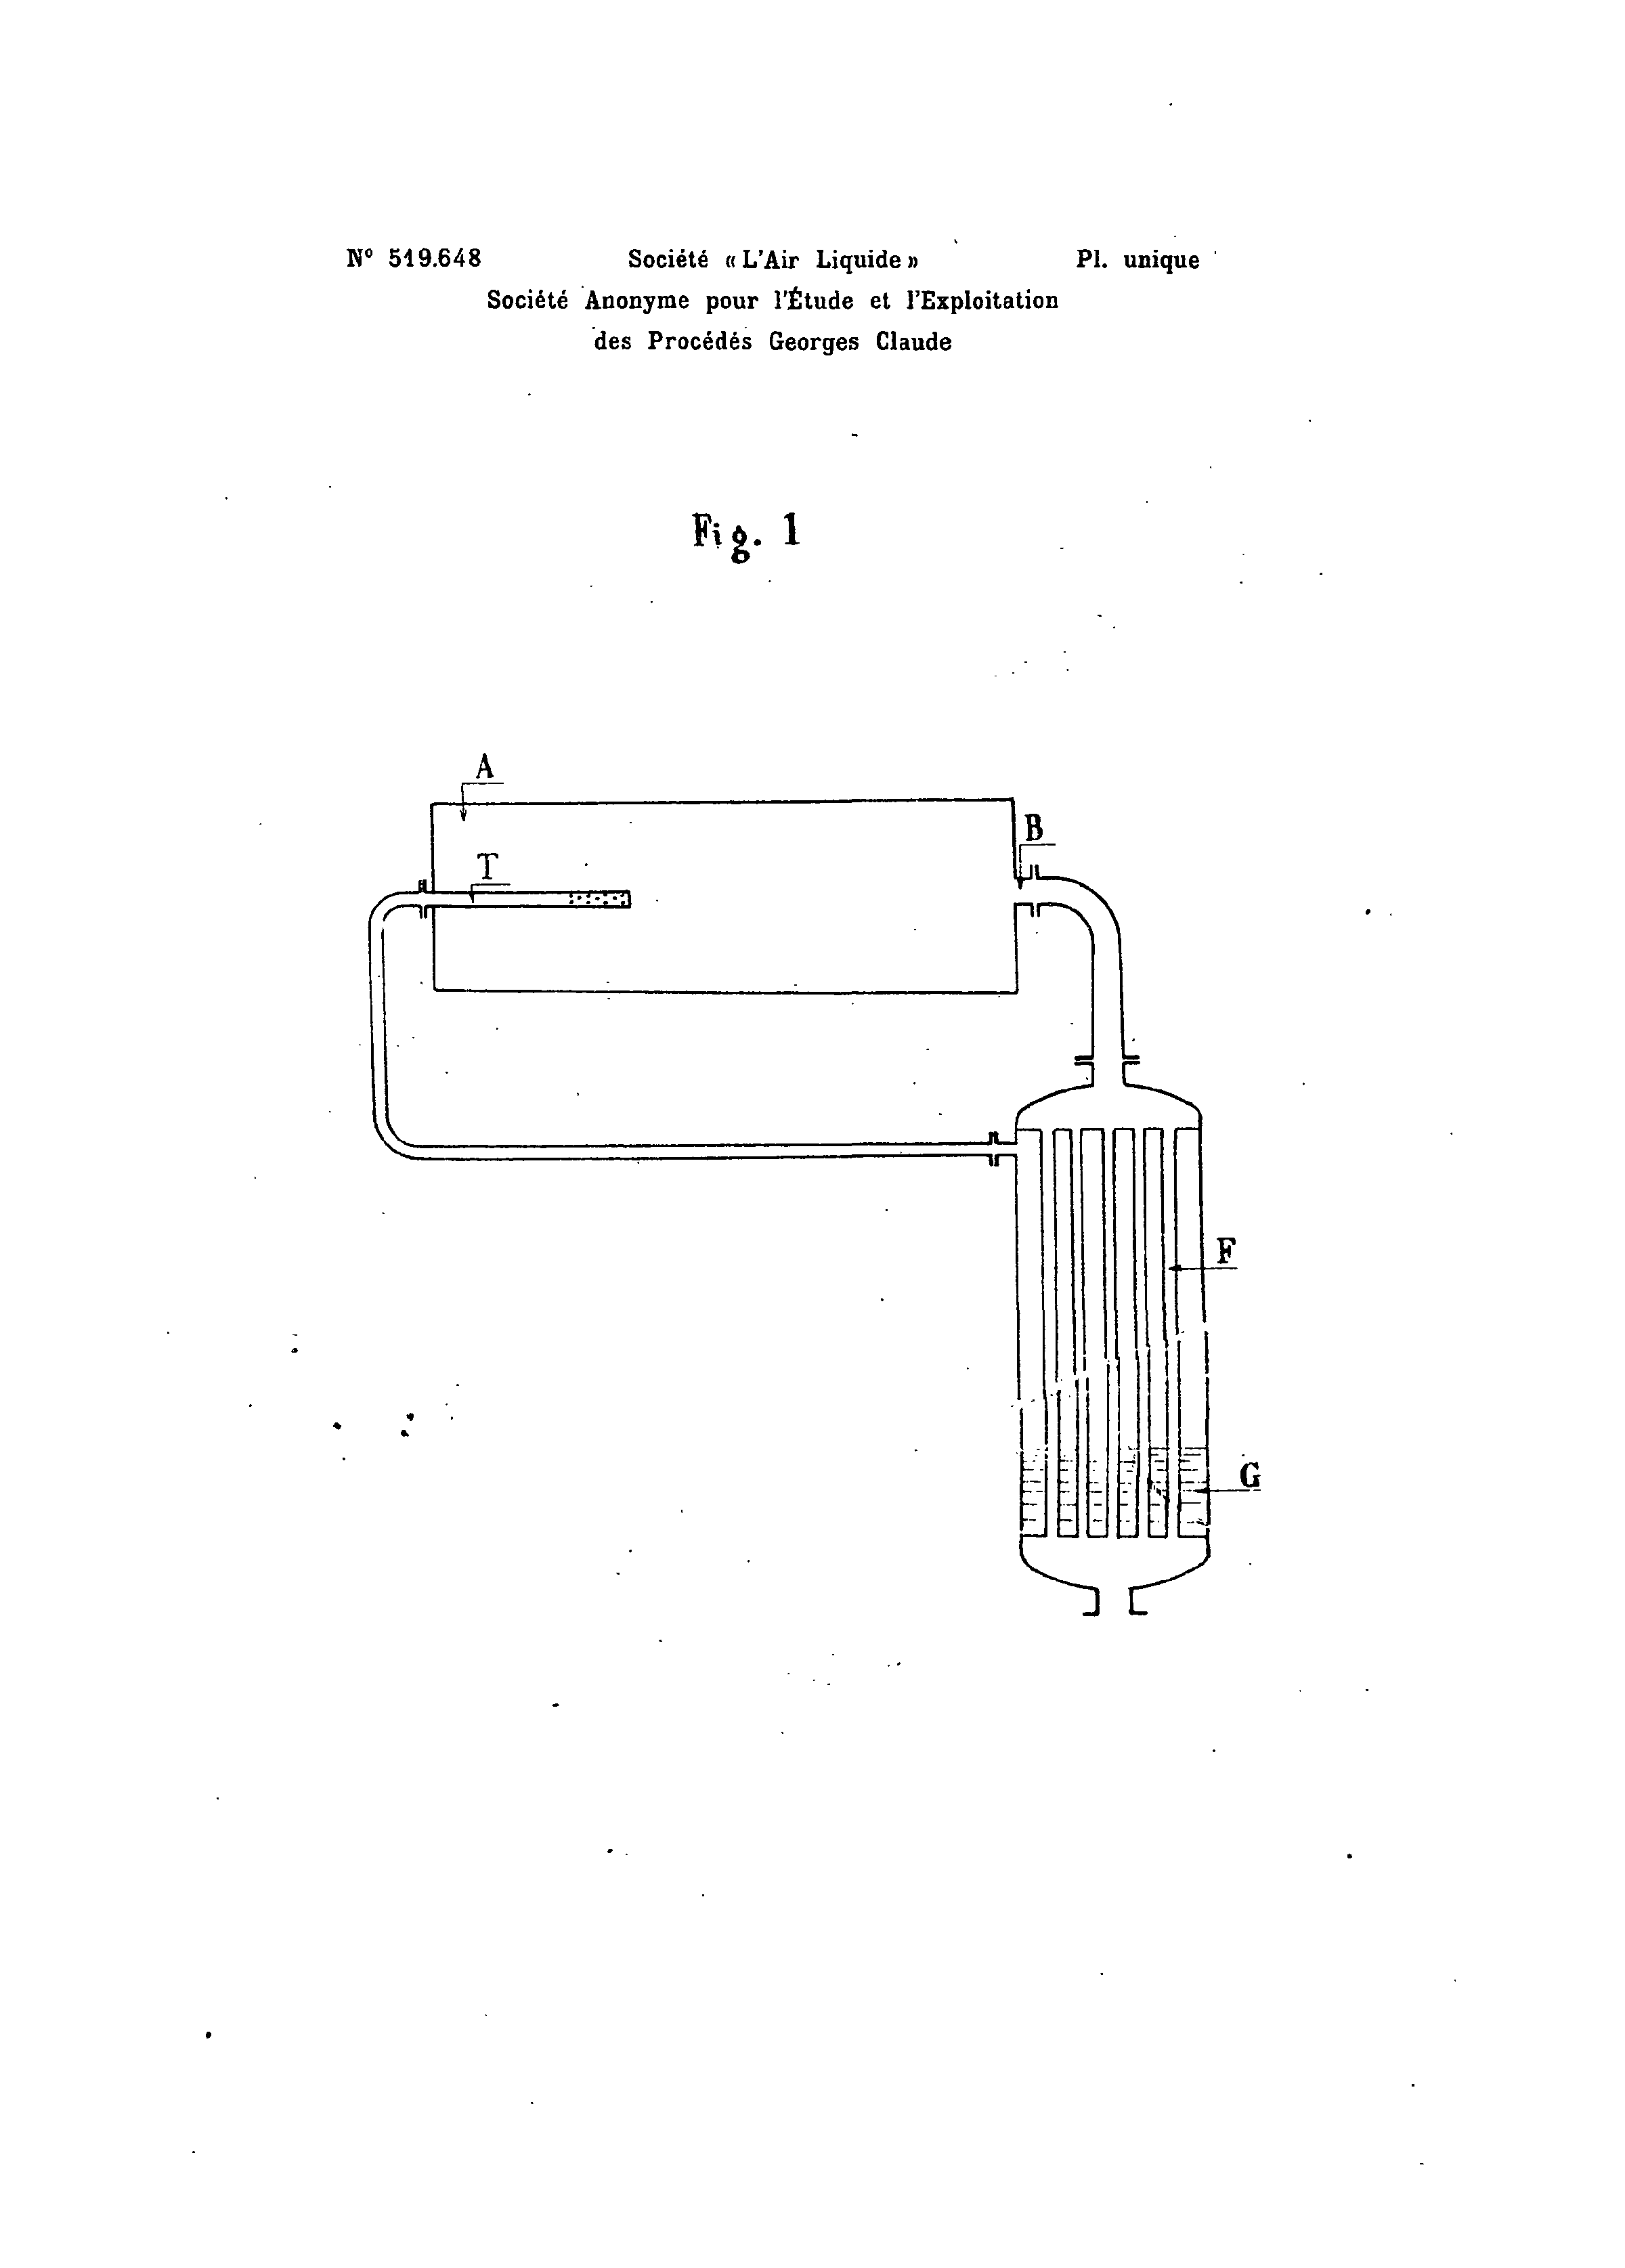 Nº 519.648 Société « L'Air Liquide » Pl. unique
Société Anonyme pour l'Étude et l'Exploitation
des Procédés Georges Claude
Fig. 1
A
B
T
F
G